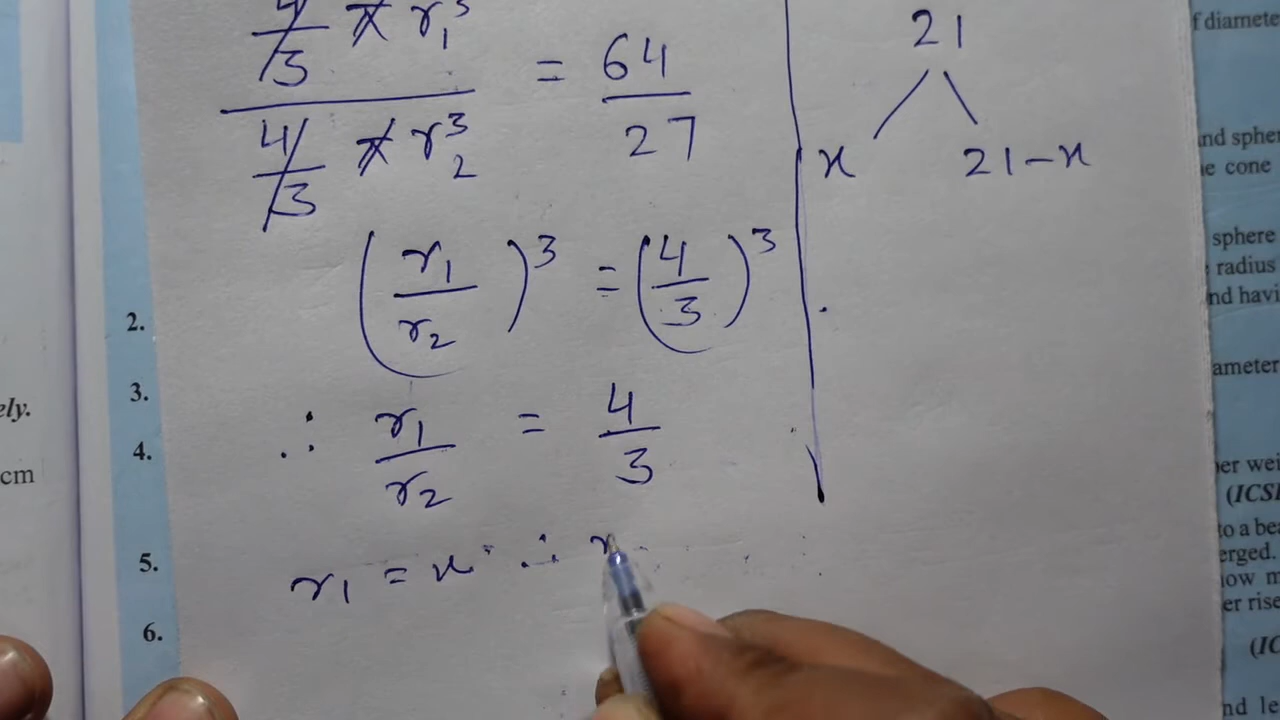 4/3 π r₁³
———— = 64/27
4/3 π r₂³
(r₁/r₂)³ = (4/3)³
∴ r₁/r₂ = 4/3
r₁ = x ∴ r
21
x 21-x
2.
3.
4.
5.
6.
ely.
cm
f diamete
nd sphe
e cone
sphere
radius
nd havi
ameter
er wei
(ICS
to a bea
erged.
low m
er rise
(IC
nd le